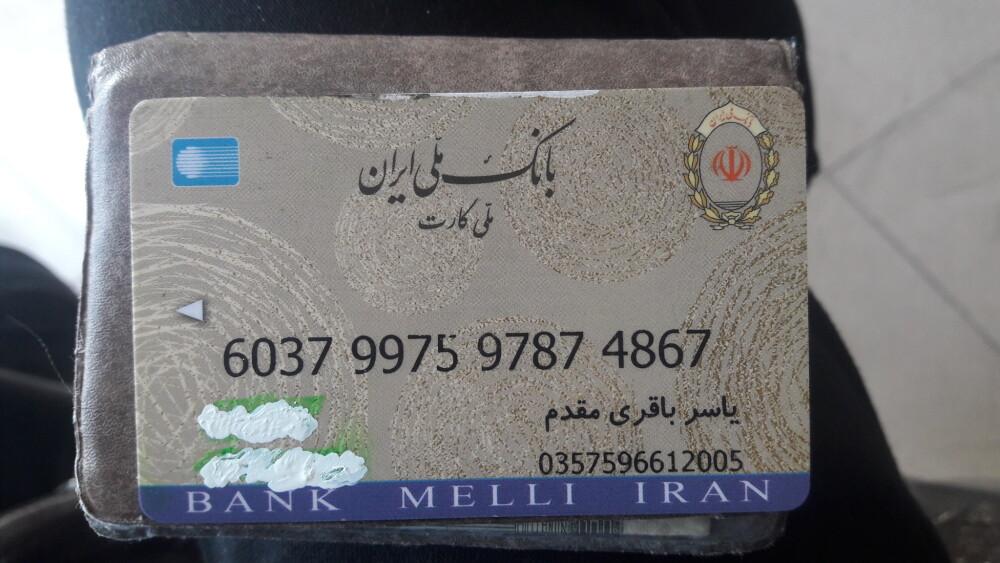 بانک ملی ایران
ملی کارت
6037 9975 9787 4867
یاسر باقری مقدم
0357596612005
BANK MELLI IRAN